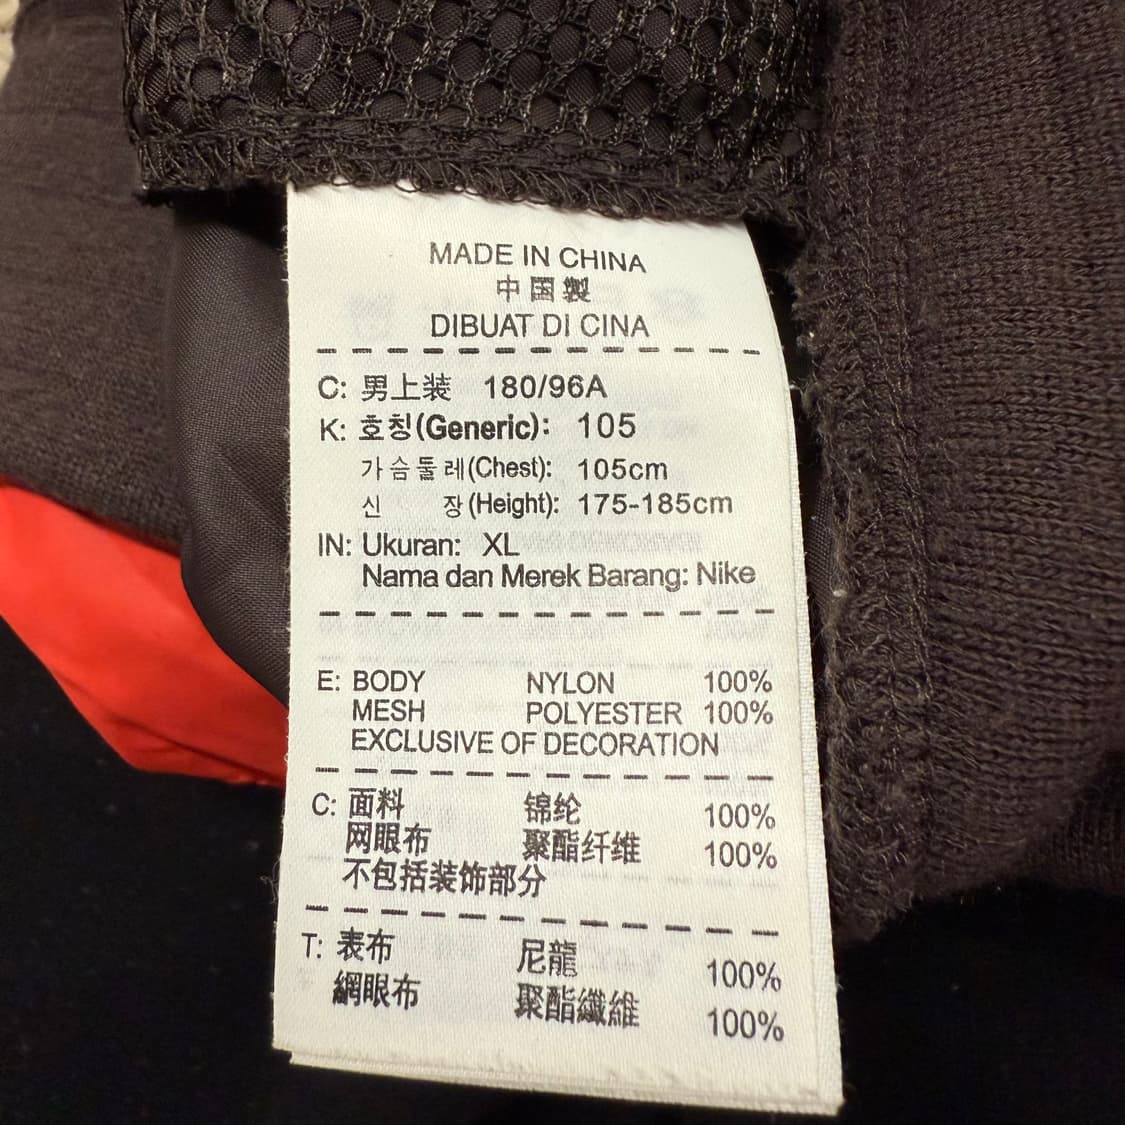 MADE IN CHINA
中国製
DIBUAT DI CINA
C: 男上装 180/96A
K: 호칭(Generic): 105
가슴둘레(Chest): 105cm
신 장(Height): 175-185cm
IN: Ukuran: XL
Nama dan Merek Barang: Nike
E: BODY NYLON 100%
MESH POLYESTER 100%
EXCLUSIVE OF DECORATION
C: 面料 锦纶 100%
网眼布 聚酯纤维 100%
不包括装饰部分
T: 表布 尼龍 100%
網眼布 聚酯纖維 100%